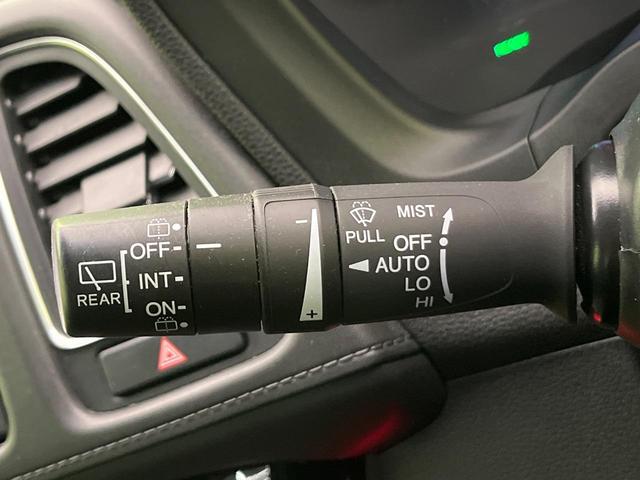 OFF
INT
ON
REAR
−
+
PULL
MIST
OFF
AUTO
LO
HI